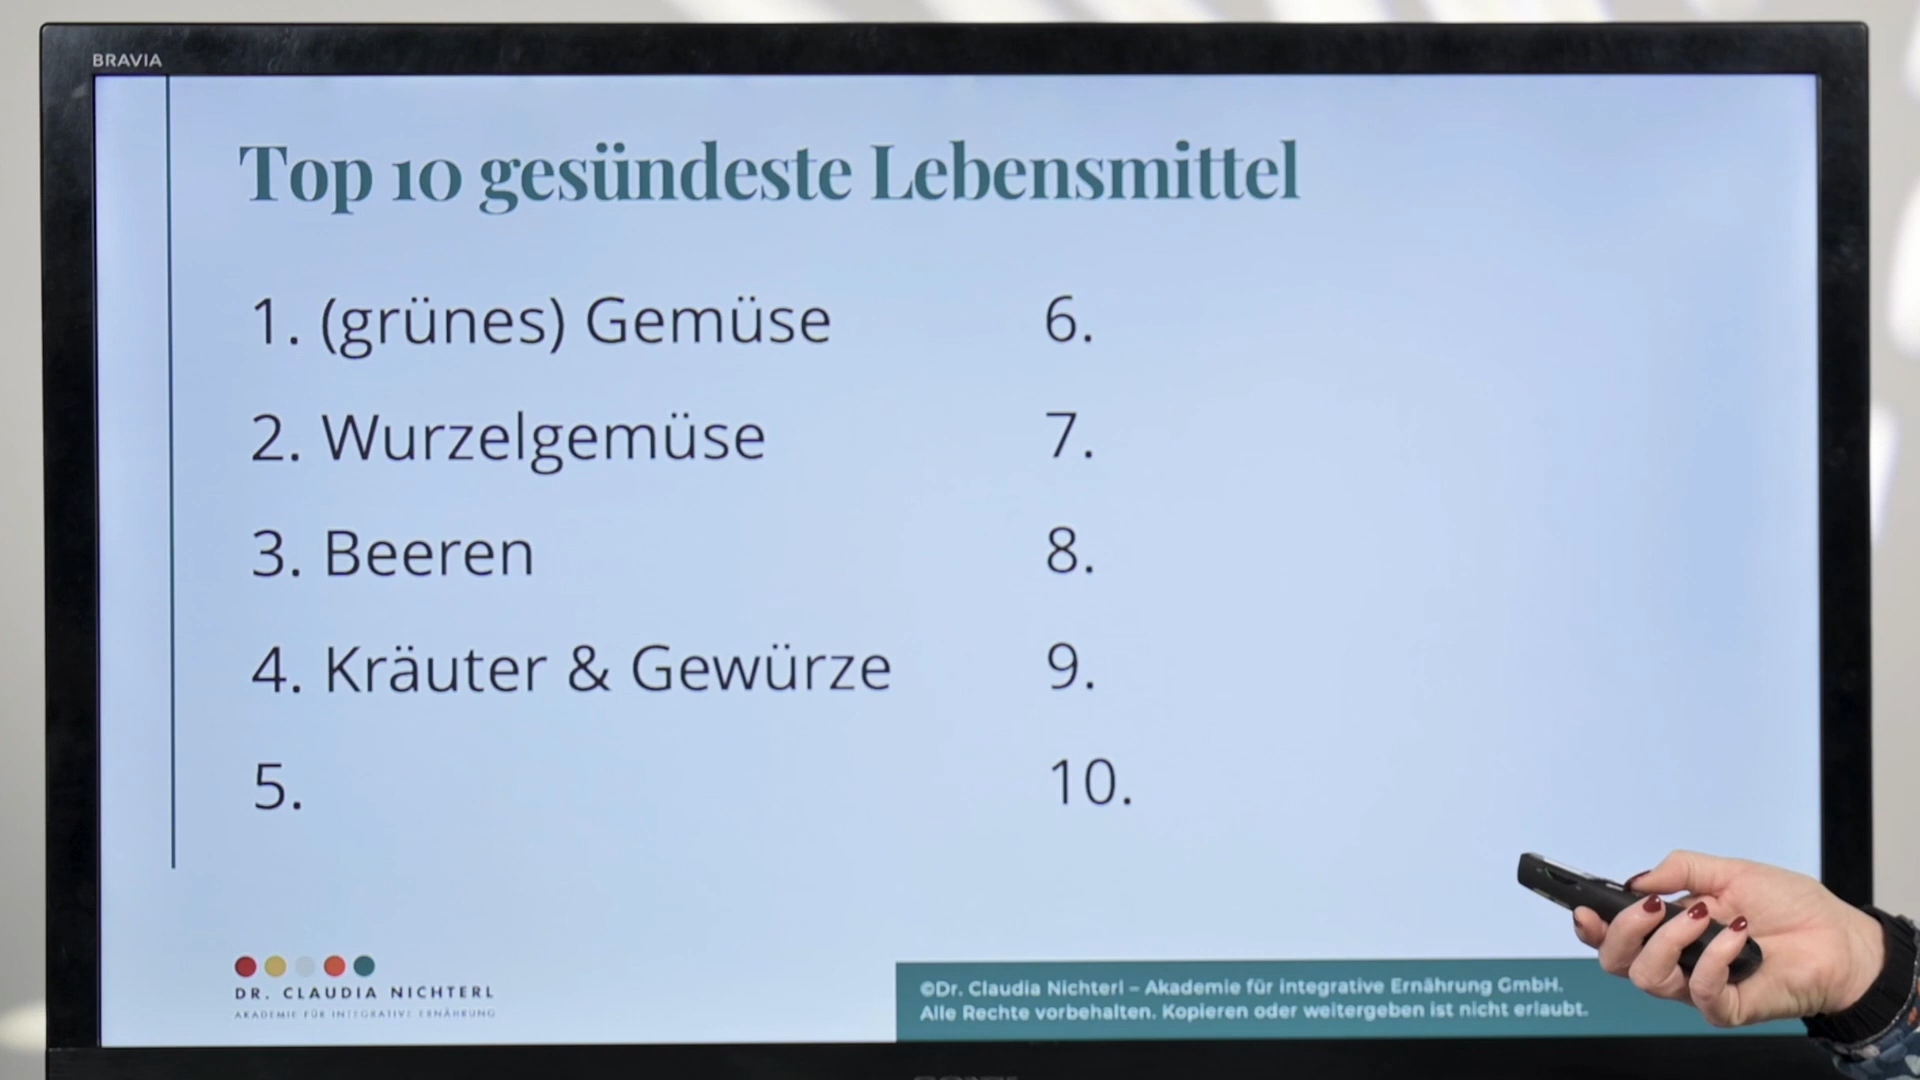 BRAVIA
Top 10 gesündeste Lebensmittel
1. (grünes) Gemüse
2. Wurzelgemüse
3. Beeren
4. Kräuter & Gewürze
5.
6.
7.
8.
9.
10.
DR. CLAUDIA NICHTERL
AKADEMIE FÜR INTEGRATIVE ERNÄHRUNG
©Dr. Claudia Nichterl – Akademie für integrative Ernährung GmbH.
Alle Rechte vorbehalten. Kopieren oder weitergeben ist nicht erlaubt.